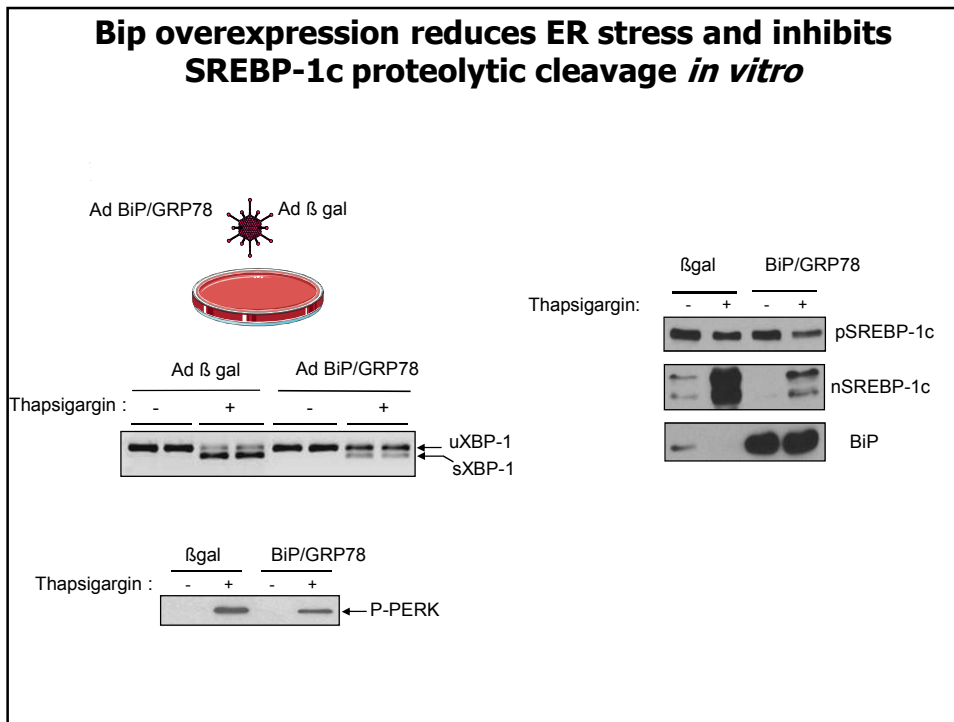 Bip overexpression reduces ER stress and inhibits
SREBP-1c proteolytic cleavage in vitro
Ad BiP/GRP78 Ad ß gal
Ad ß gal Ad BiP/GRP78
Thapsigargin : - + - +
uXBP-1
sXBP-1
ßgal BiP/GRP78
Thapsigargin : - + - +
P-PERK
ßgal BiP/GRP78
Thapsigargin: - + - +
pSREBP-1c
nSREBP-1c
BiP